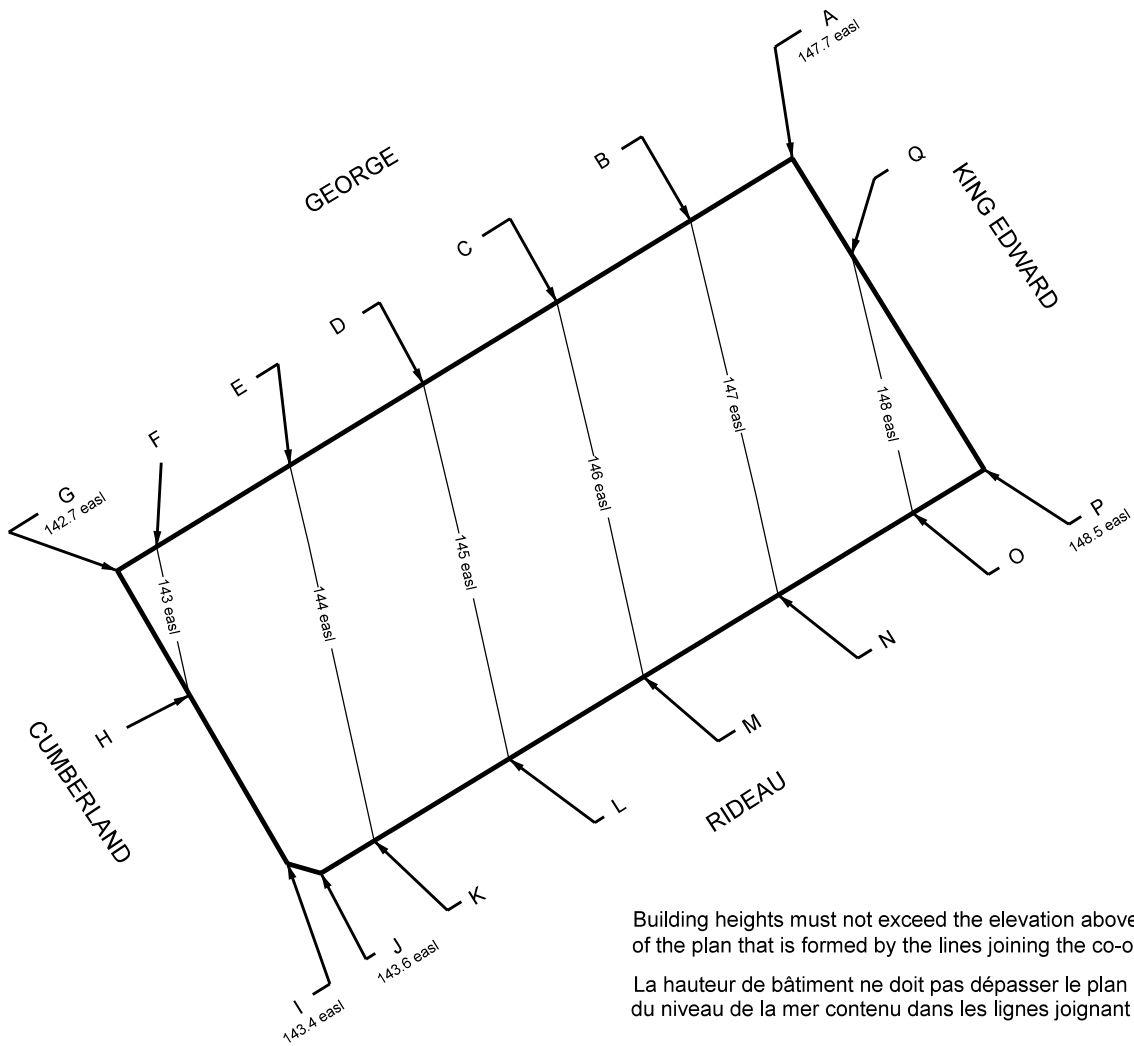 A
147.7 easl
Q
KING EDWARD
B
GEORGE
C
D
E
F
G
142.7 easl
143 easl
144 easl
145 easl
146 easl
147 easl
148 easl
P
148.5 easl
O
N
M
RIDEAU
L
K
J
143.6 easl
I
143.4 easl
H
CUMBERLAND
Building heights must not exceed the elevation above
of the plan that is formed by the lines joining the
La hauteur de bâtiment ne doit pas dépasser le plan
du niveau de la mer contenu dans les lignes joignant